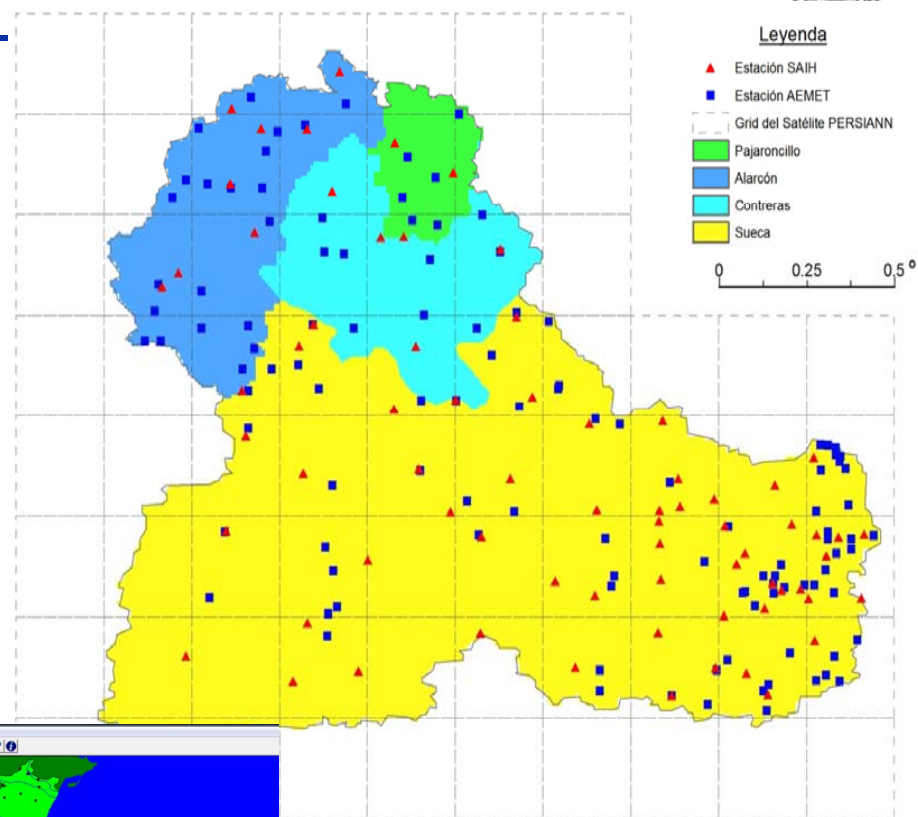 Leyenda
Estación SAIH
Estación AEMET
Grid del Satélite PERSIANN
Pajaroncillo
Alarcón
Contreras
Sueca
0 0,25 0,5 º